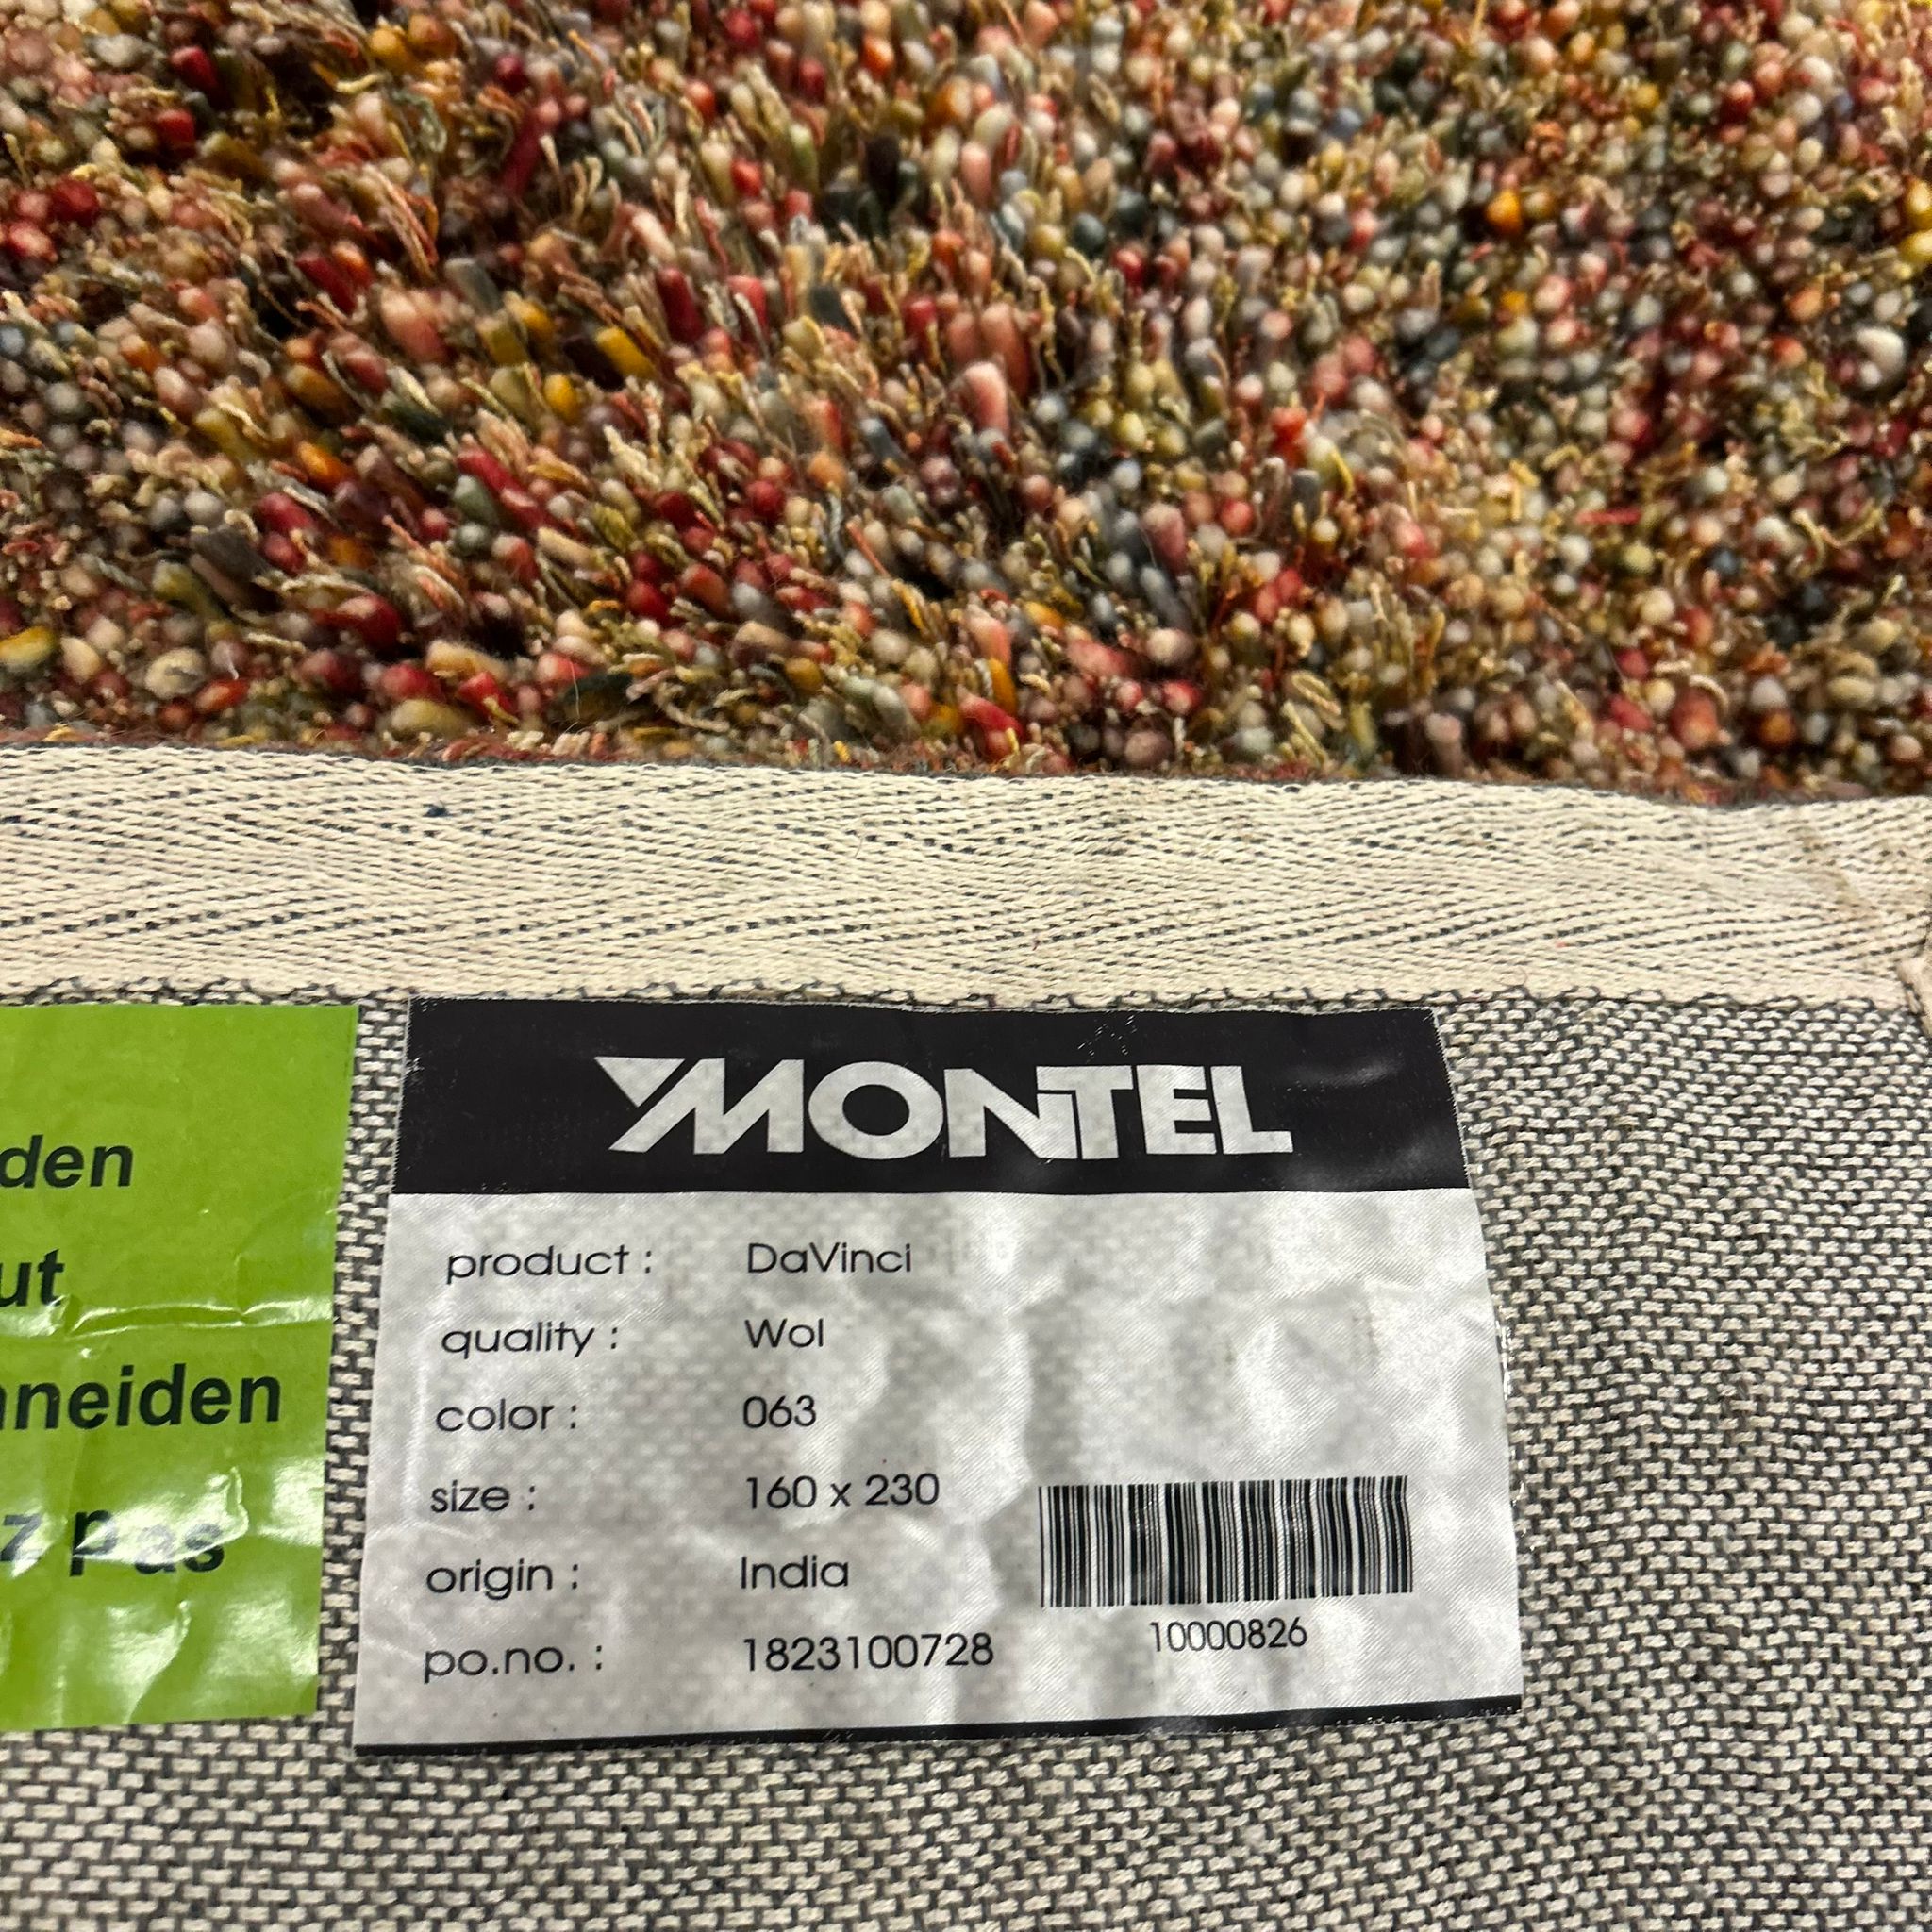 den
ut
neiden
z Pas
MONTEL
product : DaVinci
quality : Wol
color : 063
size : 160 x 230
origin : India
po.no. : 1823100728
10000826